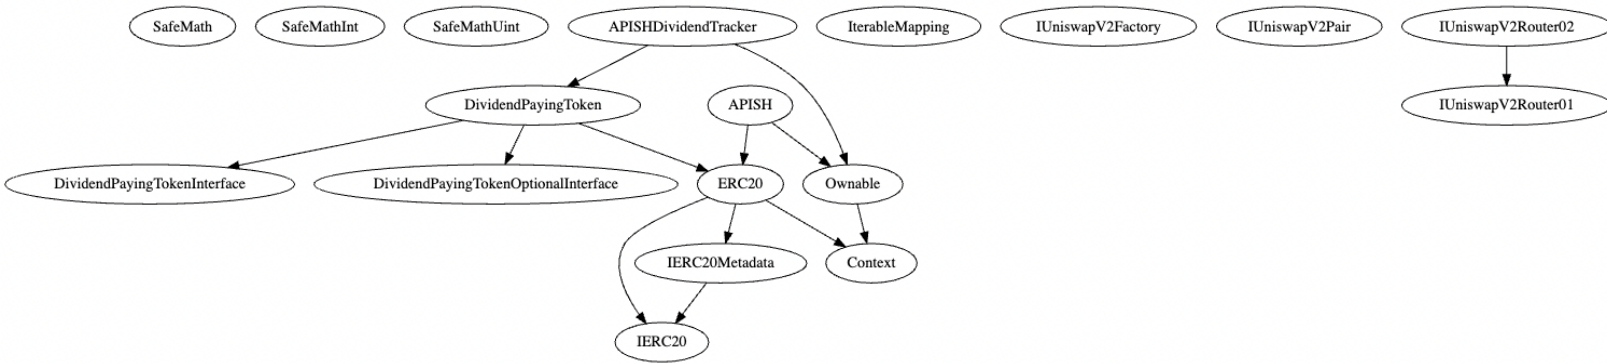 SafeMath
SafeMathInt
SafeMathUint
APISHDividendTracker
IterableMapping
IUniswapV2Factory
IUniswapV2Pair
IUniswapV2Router02
DividendPayingToken
APISH
IUniswapV2Router01
DividendPayingTokenInterface
DividendPayingTokenOptionalInterface
ERC20
Ownable
IERC20Metadata
Context
IERC20